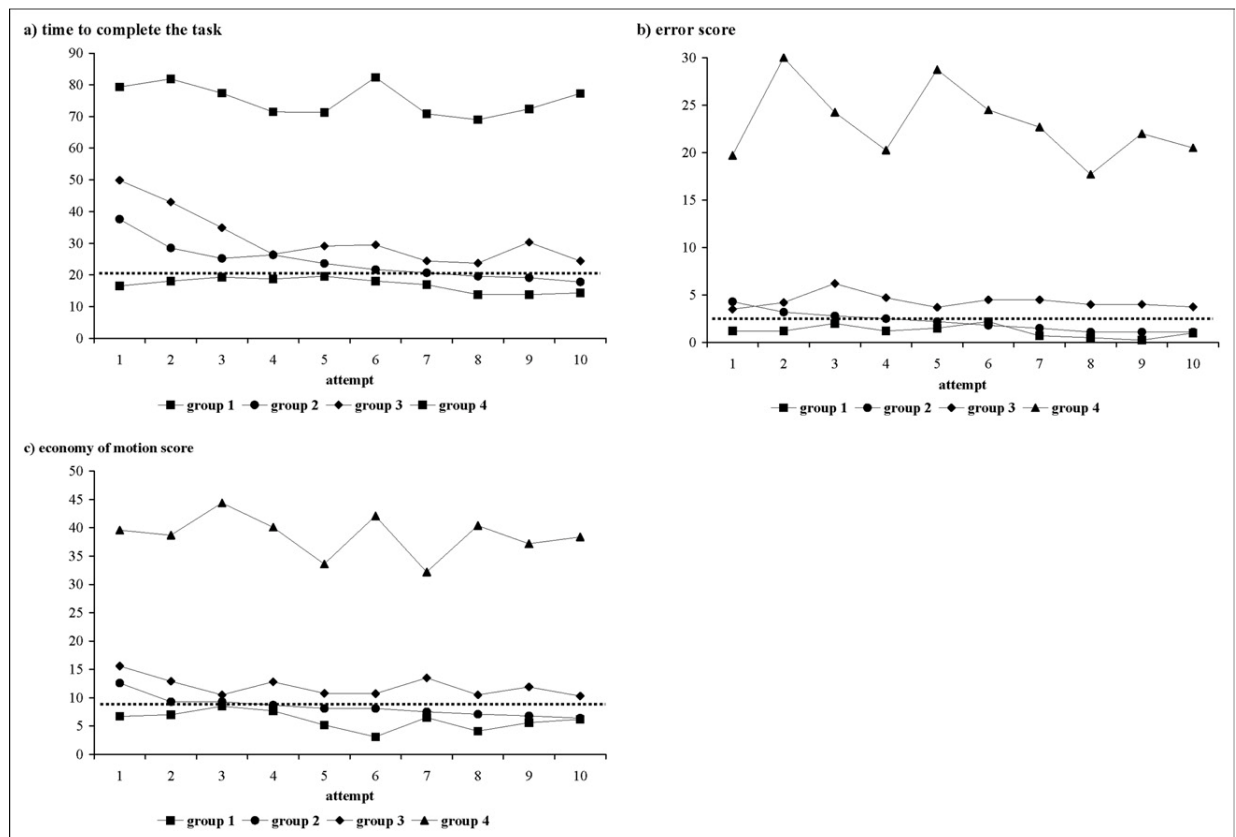 a) time to complete the task
90
80
70
60
50
40
30
20
10
0
1 2 3 4 5 6 7 8 9 10
attempt
group 1 group 2 group 3 group 4
b) error score
30
25
20
15
10
5
0
1 2 3 4 5 6 7 8 9 10
attempt
group 1 group 2 group 3 group 4
c) economy of motion score
50
45
40
35
30
25
20
15
10
5
0
1 2 3 4 5 6 7 8 9 10
attempt
group 1 group 2 group 3 group 4